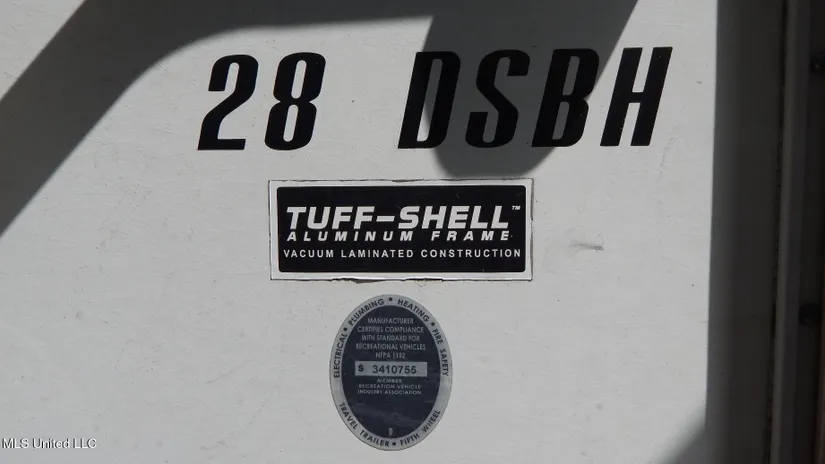 28 DSBH
TUFF-SHELL™
ALUMINUM FRAME
VACUUM LAMINATED CONSTRUCTION
ELECTRICAL • PLUMBING • HEATING • FIRE SAFETY
MANUFACTURER
CERTIFIES COMPLIANCE
WITH STANDARD FOR
RECREATIONAL VEHICLES
NFPA 1192
S 3410755
MEMBER
RECREATION VEHICLE
INDUSTRY ASSOCIATION
TRAVEL TRAILER • FIFTH WHEEL
MLS United LLC